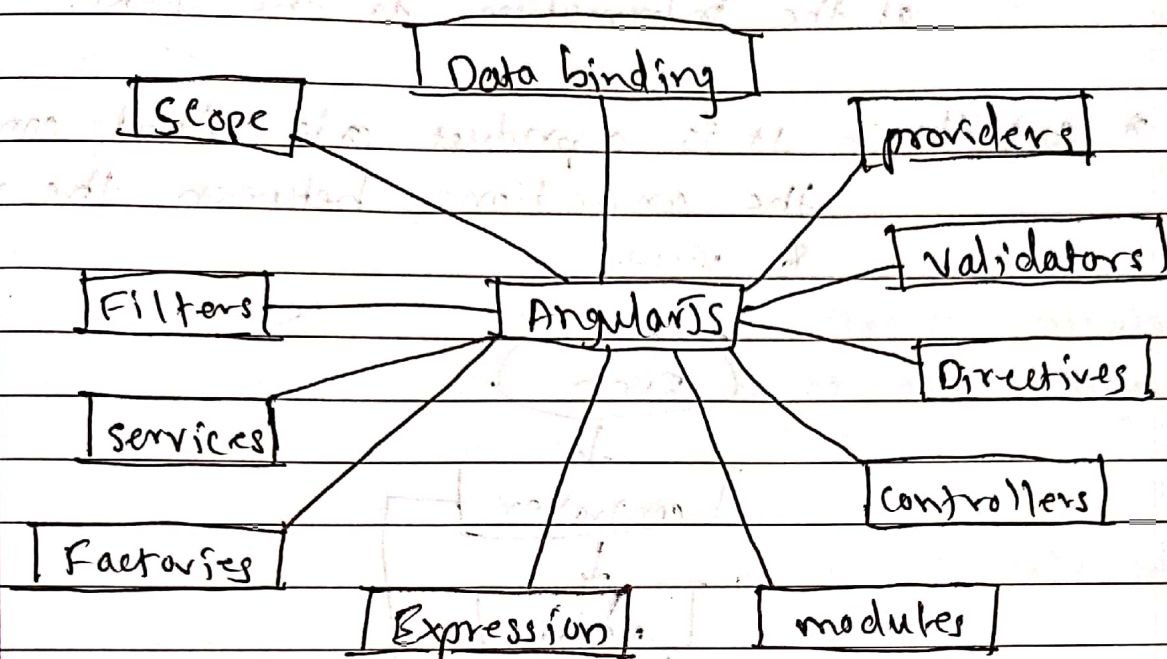 Data binding
Scope
providers
Validators
Filters
AngularJS
Directives
services
controllers
Factories
Expression
modules